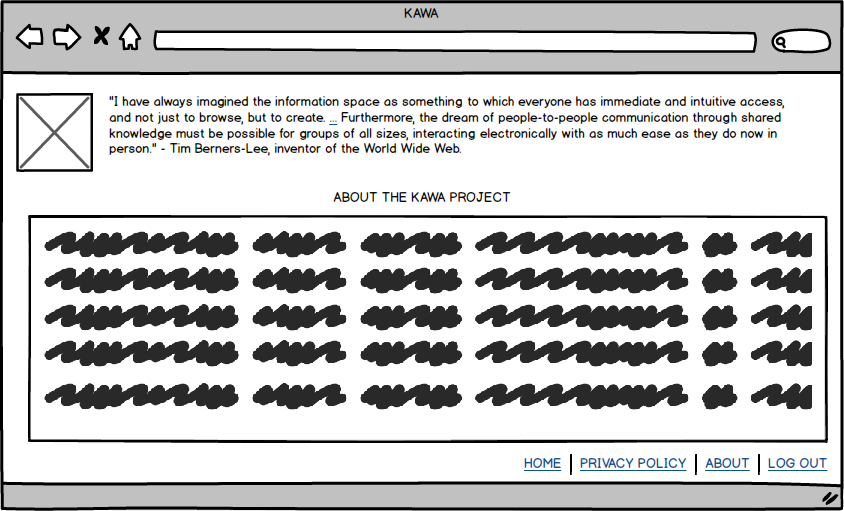 KAWA
"I have always imagined the information space as something to which everyone has immediate and intuitive access,
and not just to browse, but to create. ... Furthermore, the dream of people-to-people communication through shared
knowledge must be possible for groups of all sizes, interacting electronically with as much ease as they do now in
person." - Tim Berners-Lee, inventor of the World Wide Web.
ABOUT THE KAWA PROJECT
HOME | PRIVACY POLICY | ABOUT | LOG OUT